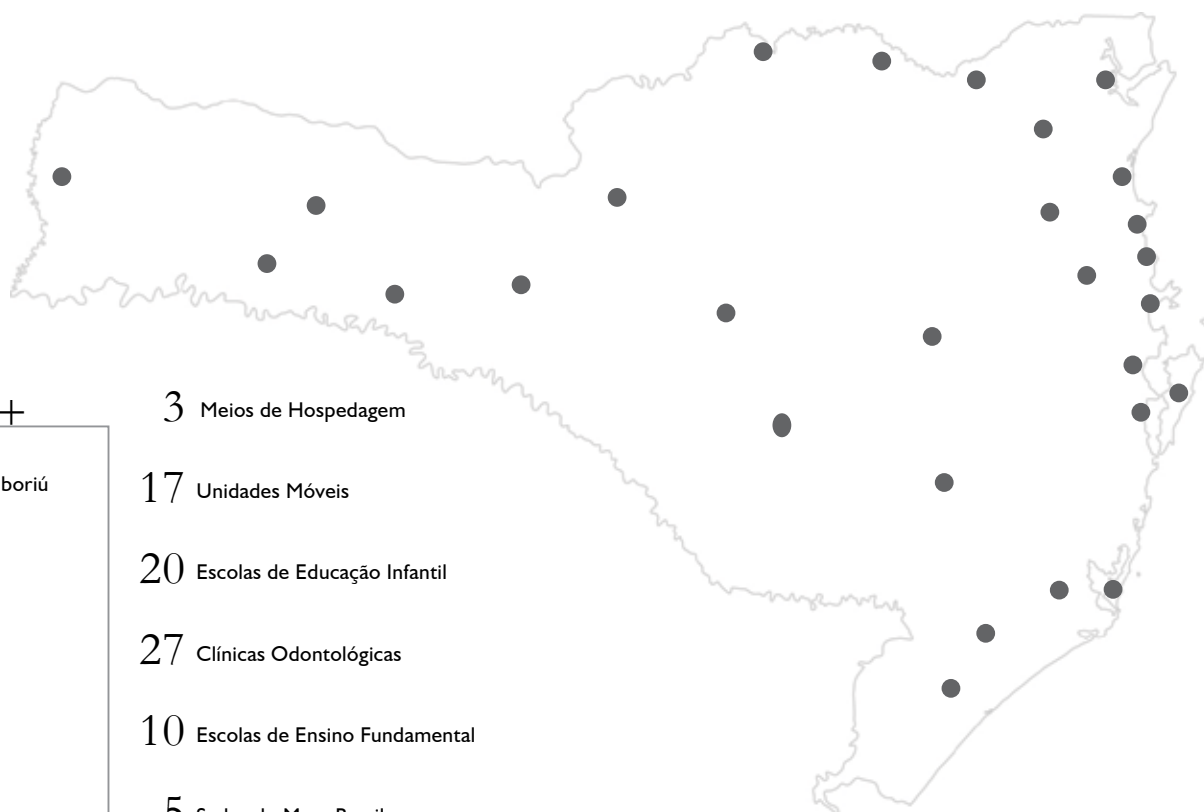 +
boriú
3 Meios de Hospedagem
17 Unidades Móveis
20 Escolas de Educação Infantil
27 Clínicas Odontológicas
10 Escolas de Ensino Fundamental
5